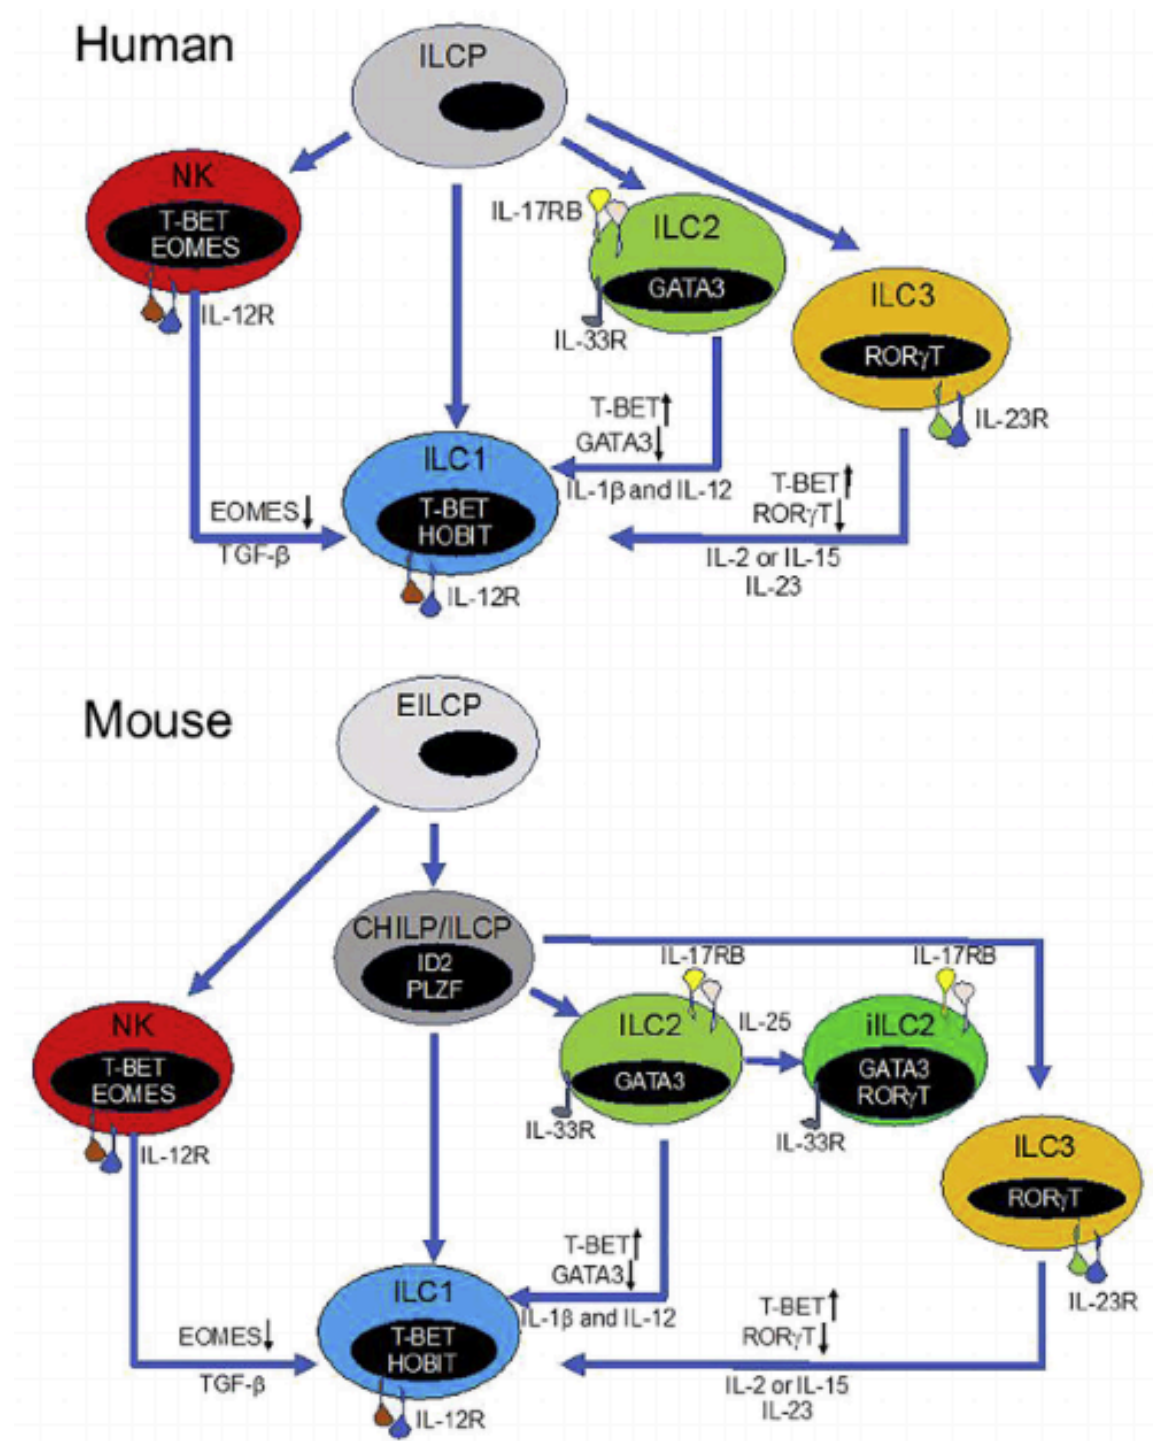 Human
ILCP
NK
T-BET
EOMES
IL-12R
IL-17RB
ILC2
GATA3
IL-33R
ILC3
RORγT
IL-23R
T-BET↑
GATA3↓
IL-1β and IL-12
T-BET↑
RORγT↓
IL-2 or IL-15
IL-23
EOMES↓
TGF-β
ILC1
T-BET
HOBIT
IL-12R
Mouse
EILCP
CHILP/ILCP
ID2
PLZF
NK
T-BET
EOMES
IL-12R
IL-17RB
ILC2
GATA3
IL-33R
IL-25
IL-17RB
iILC2
GATA3
RORγT
IL-33R
ILC3
RORγT
IL-23R
T-BET↑
GATA3↓
IL-1β and IL-12
T-BET↑
RORγT↓
IL-2 or IL-15
IL-23
EOMES↓
TGF-β
ILC1
T-BET
HOBIT
IL-12R